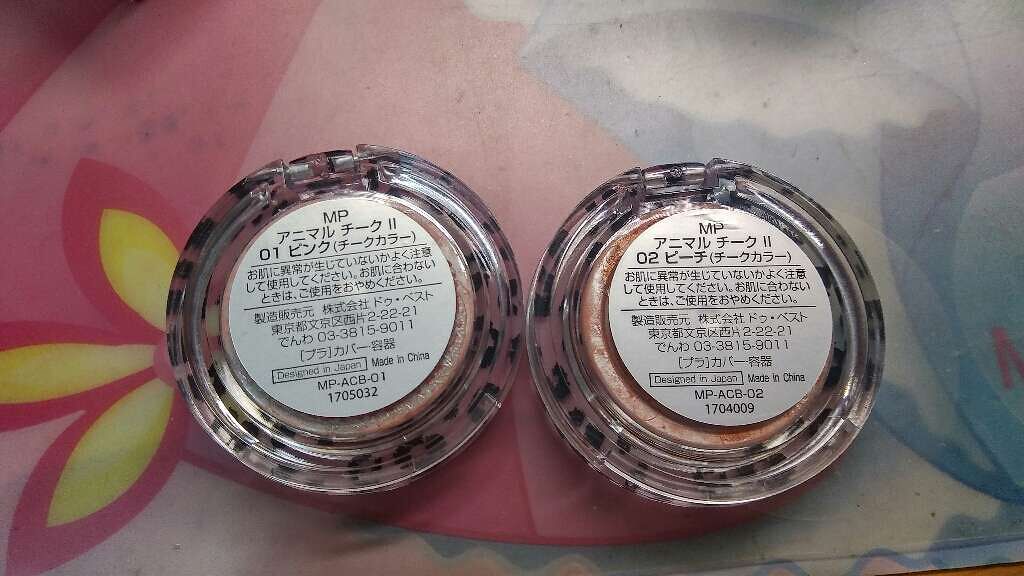 MP
アニマル チーク II
01 ピンク(チークカラー)
お肌に異常が生じていないかよく注意
して使用してください。お肌に合わない
ときは、ご使用をおやめください。
製造販売元 株式会社 ドゥ・ベスト
東京都文京区西片2-22-21
でんわ 03-3815-9011
[プラ]カバー・容器
Designed in Japan Made in China
MP-ACB-01
1705032
MP
アニマル チーク II
02 ピーチ(チークカラー)
お肌に異常が生じていないかよく注意
して使用してください。お肌に合わない
ときは、ご使用をおやめください。
製造販売元 株式会社 ドゥ・ベスト
東京都文京区西片2-22-21
でんわ 03-3815-9011
[プラ]カバー・容器
Designed in Japan Made in China
MP-ACB-02
1704009